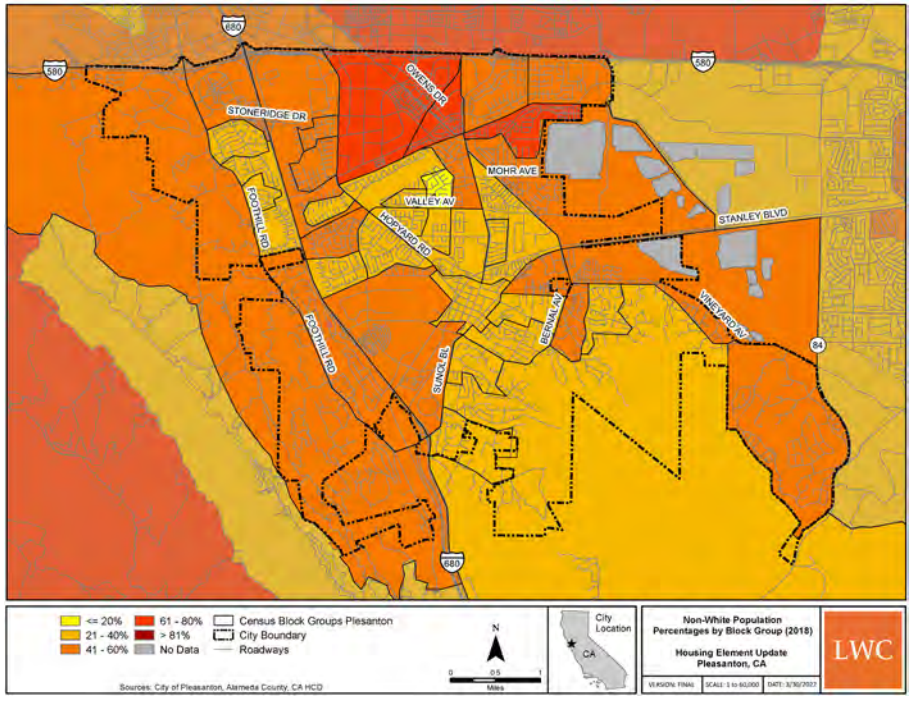 680
580
580
OWENS DR
STONERIDGE DR
MOHR AVE
VALLEY AV
STANLEY BLVD
FOOTHILL RD
HOPYARD RD
VINEYARD AV
BERNAL AV
FOOTHILL RD
84
SUNOL BL
680
<= 20%
21 - 40%
41 - 60%
61 - 80%
> 81%
No Data
Census Block Groups Plesanton
City Boundary
Roadways
N
0 0.5 1
Miles
Sources: City of Pleasanton, Alameda County, CA HCD
City
Location
CA
Non-White Population
Percentages by Block Group (2018)
Housing Element Update
Pleasanton, CA
VERSION: FINAL
SCALE: 1 to 60,000
DATE: 3/30/2022
LWC